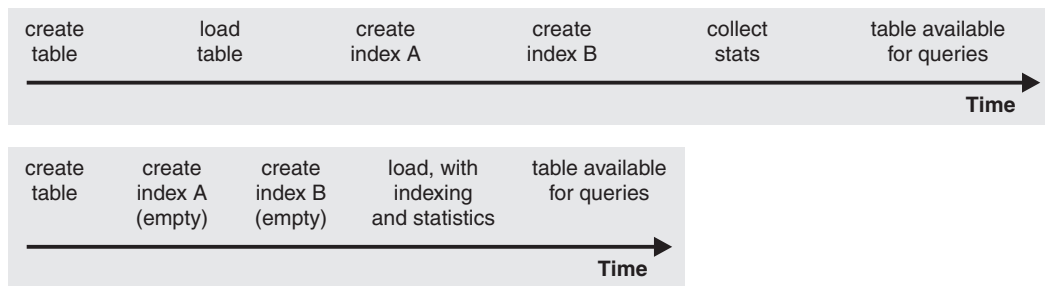 create
table
load
table
create
index A
create
index B
collect
stats
table available
for queries
Time
create
table
create
index A
(empty)
create
index B
(empty)
load, with
indexing
and statistics
table available
for queries
Time